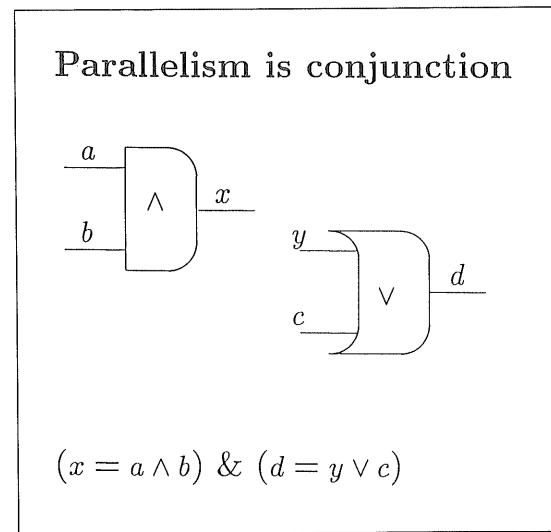 Parallelism is conjunction
a
b
∧
x
y
c
∨
d
(x = a ∧ b) & (d = y ∨ c)